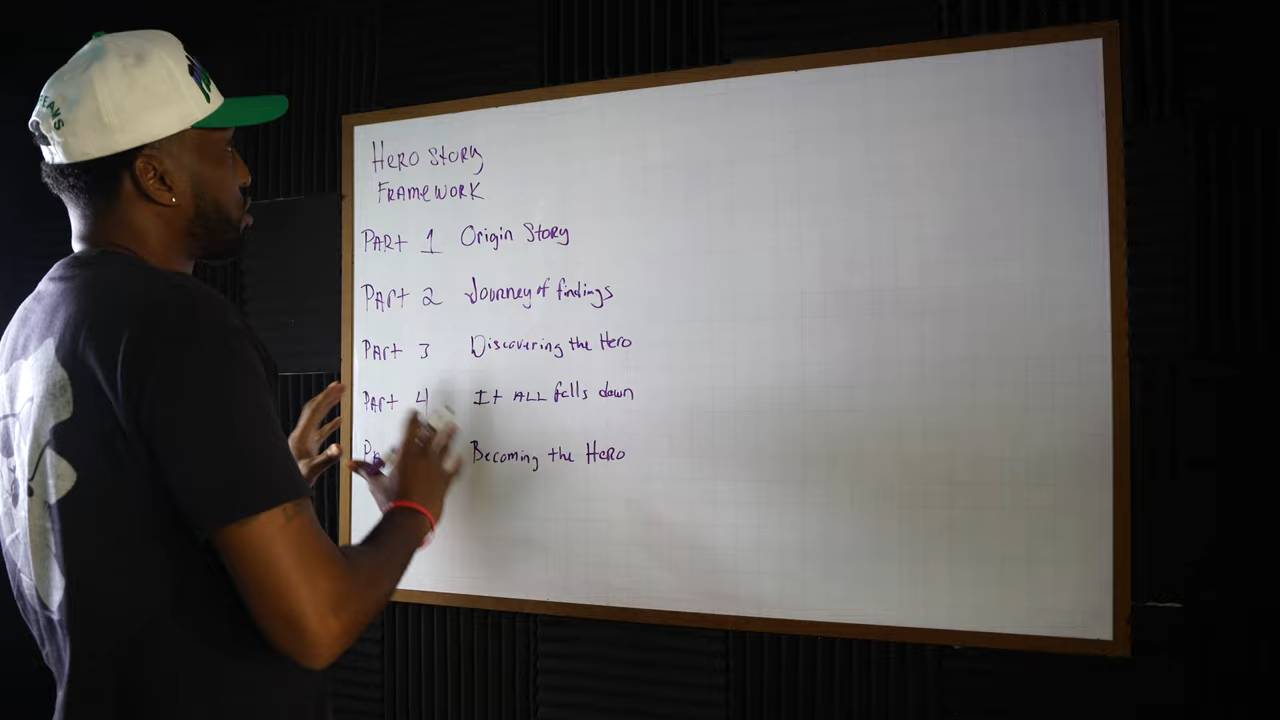 Hero Story
Framework
Part 1 Origin Story
Part 2 Journey of findings
Part 3 Discovering the Hero
Part 4 It ALL falls down
Becoming the Hero